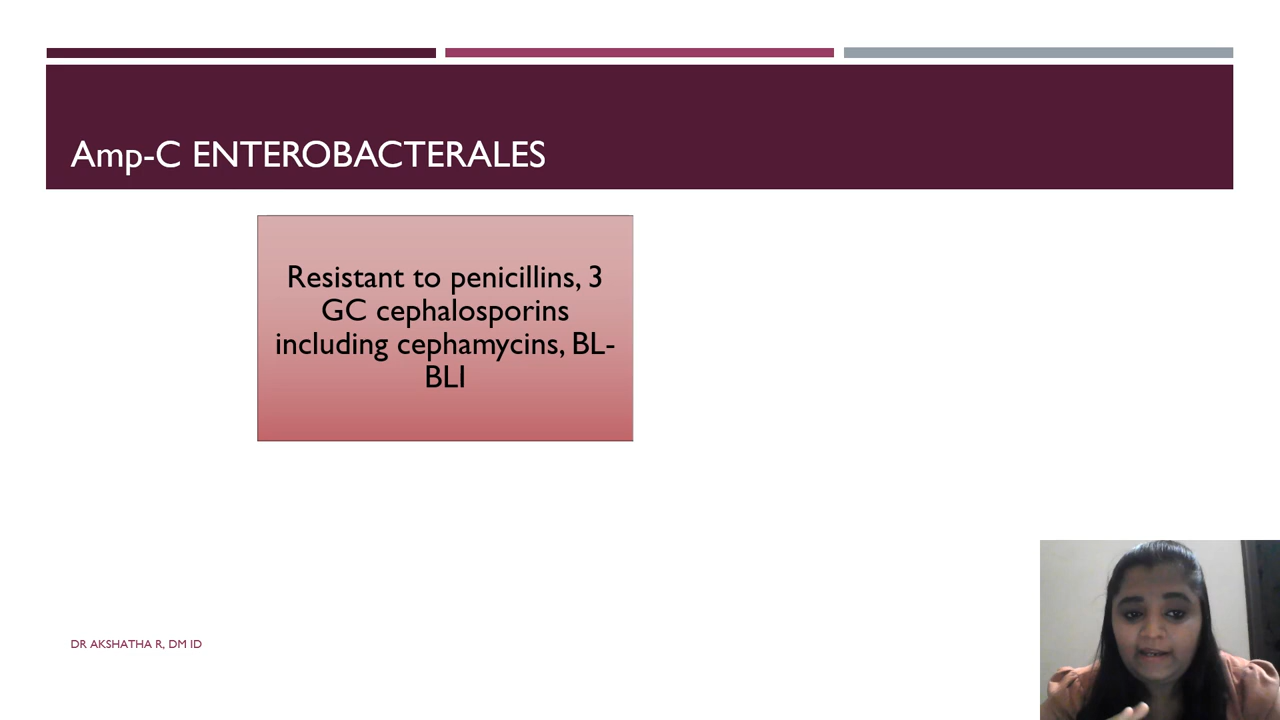 Amp-C ENTEROBACTERALES
Resistant to penicillins, 3
GC cephalosporins
including cephamycins, BL-
BLI
DR AKSHATHA R, DM ID